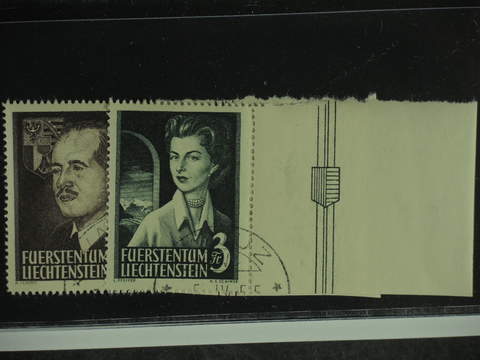 FUERSTENTUM
LIECHTENSTEIN
FUERSTENTUM
LIECHTENSTEIN
3
Fr